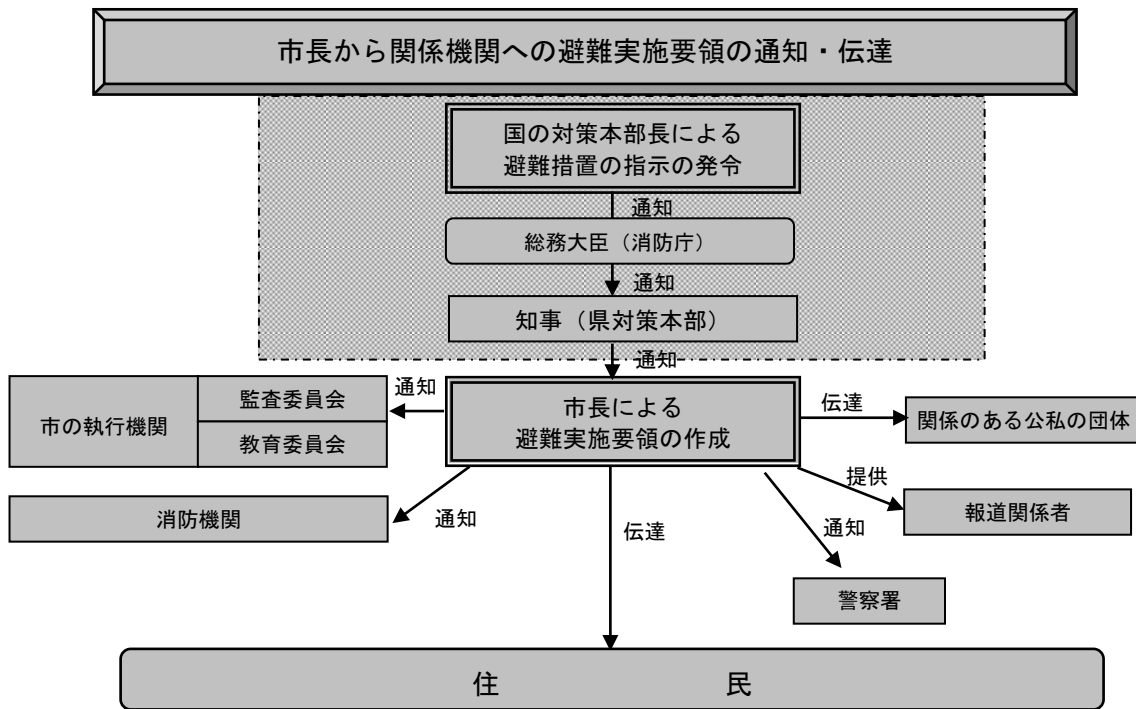 市長から関係機関への避難実施要領の通知・伝達
国の対策本部長による
避難措置の指示の発令
通知
総務大臣（消防庁）
通知
知事（県対策本部）
通知
市の執行機関
監査委員会
教育委員会
通知
市長による
避難実施要領の作成
伝達
関係のある公私の団体
提供
報道関係者
消防機関
通知
伝達
通知
警察署
住　　民